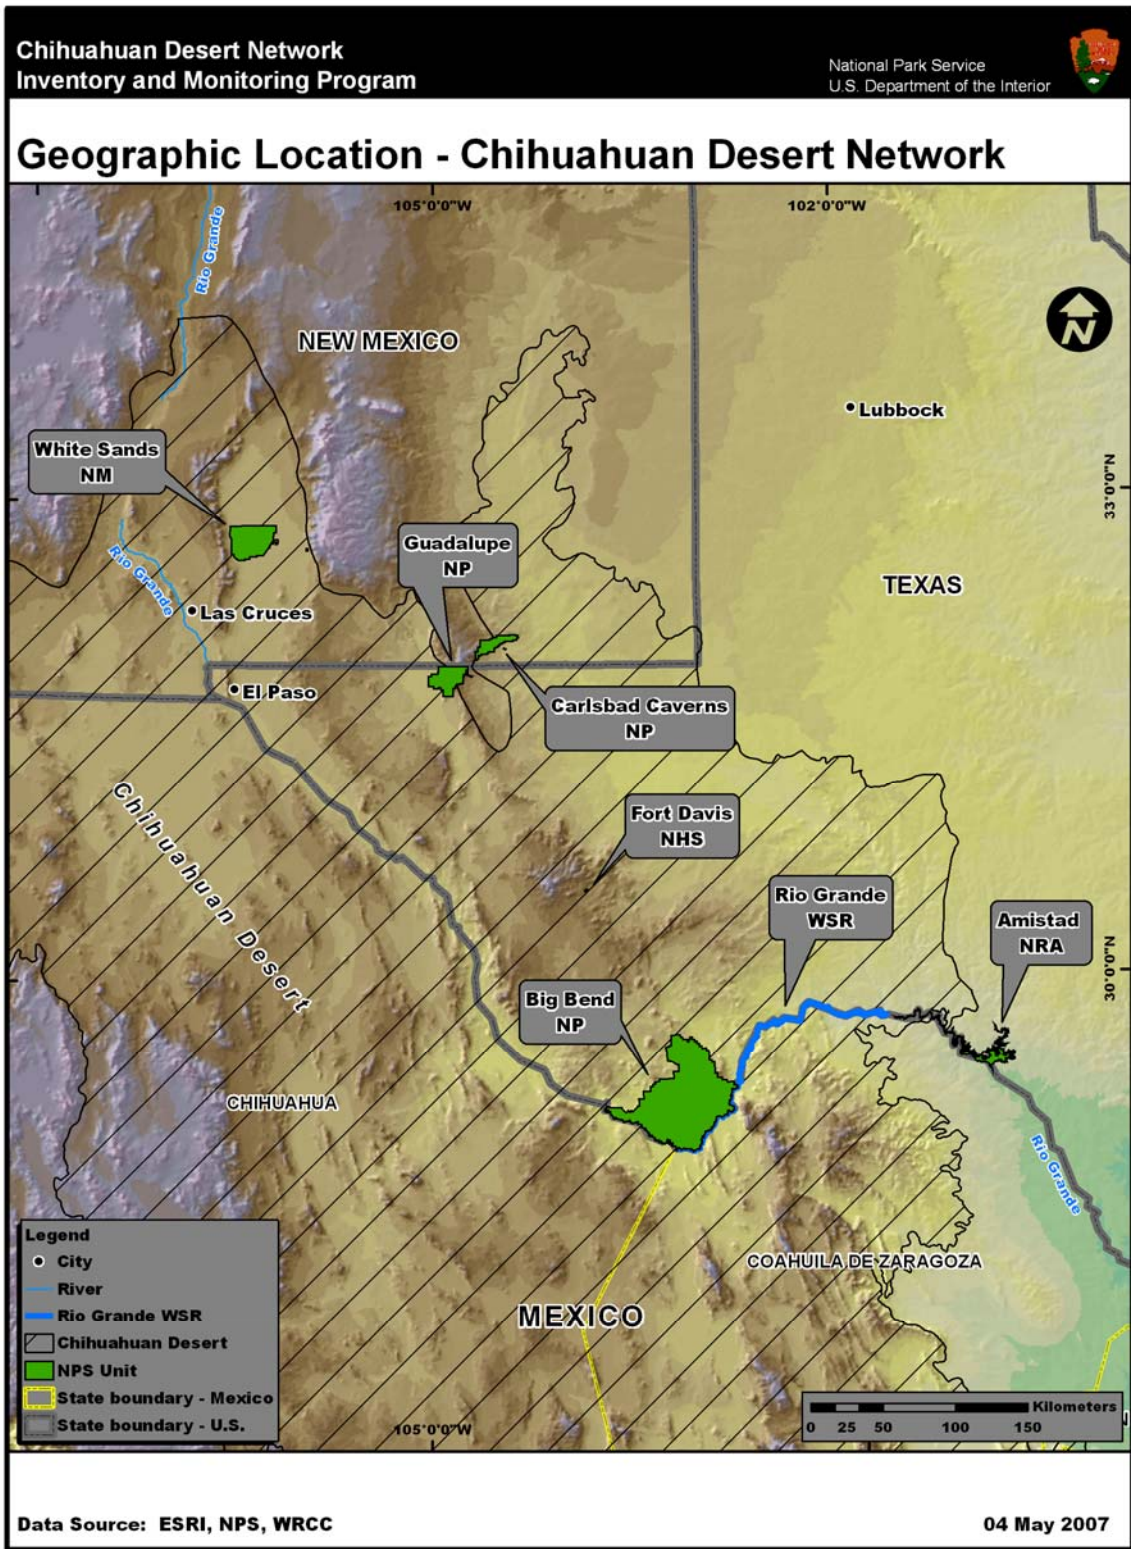 Chihuahuan Desert Network
Inventory and Monitoring Program
National Park Service
U.S. Department of the Interior
Geographic Location - Chihuahuan Desert Network
105°0'0"W
102°0'0"W
Rio Grande
NEW MEXICO
N
Lubbock
White Sands
NM
33°0'0"N
Guadalupe
NP
Rio Grande
TEXAS
Las Cruces
El Paso
Carlsbad Caverns
NP
Chihuahuan Desert
Fort Davis
NHS
Rio Grande
WSR
Amistad
NRA
30°0'0"N
Big Bend
NP
CHIHUAHUA
Rio Grande
COAHUILA DE ZARAGOZA
MEXICO
Legend
City
River
Rio Grande WSR
Chihuahuan Desert
NPS Unit
State boundary - Mexico
State boundary - U.S.
105°0'0"W
Kilometers
0 25 50 100 150
Data Source: ESRI, NPS, WRCC
04 May 2007